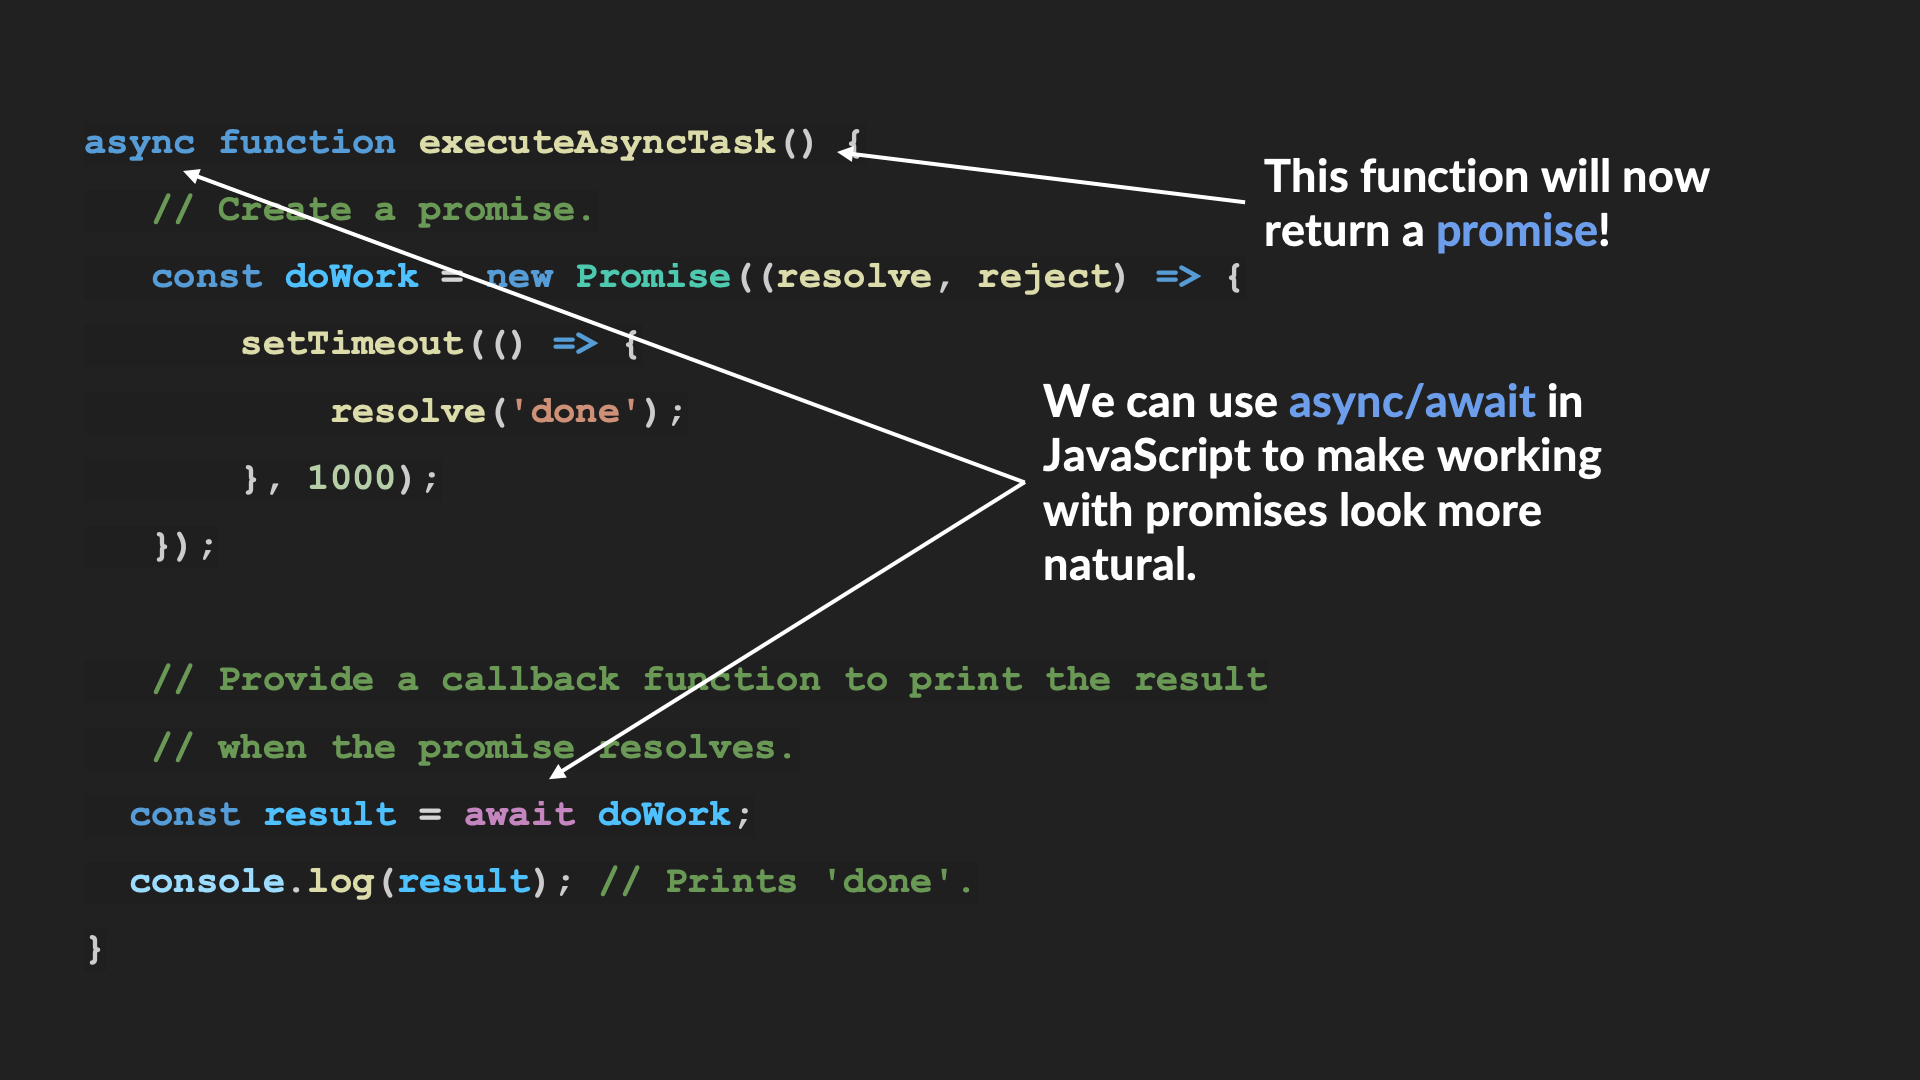 async function executeAsyncTask() {
// Create a promise.
const doWork = new Promise((resolve, reject) => {
setTimeout(() => {
resolve('done');
}, 1000);
});
// Provide a callback function to print the result
// when the promise resolves.
const result = await doWork;
console.log(result); // Prints 'done'.
}
This function will now
return a promise!
We can use async/await in
JavaScript to make working
with promises look more
natural.